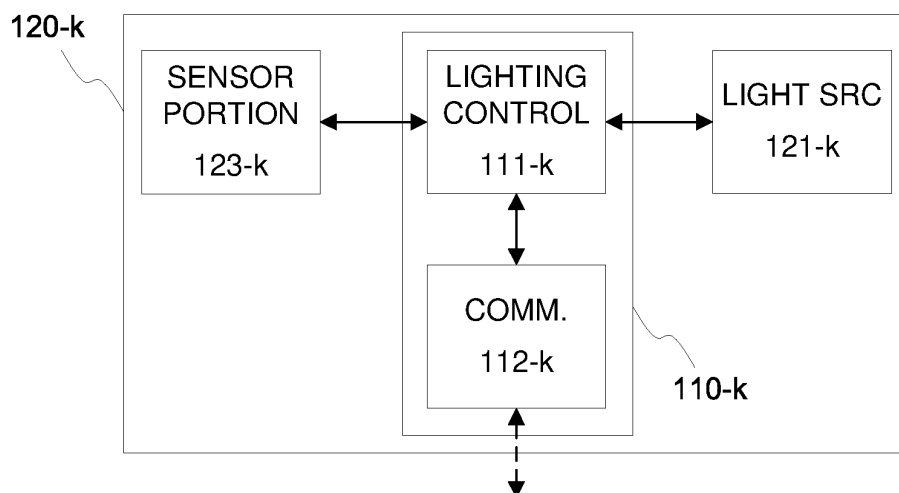 120-k
SENSOR
PORTION
123-k
LIGHTING
CONTROL
111-k
LIGHT SRC
121-k
COMM.
112-k
110-k